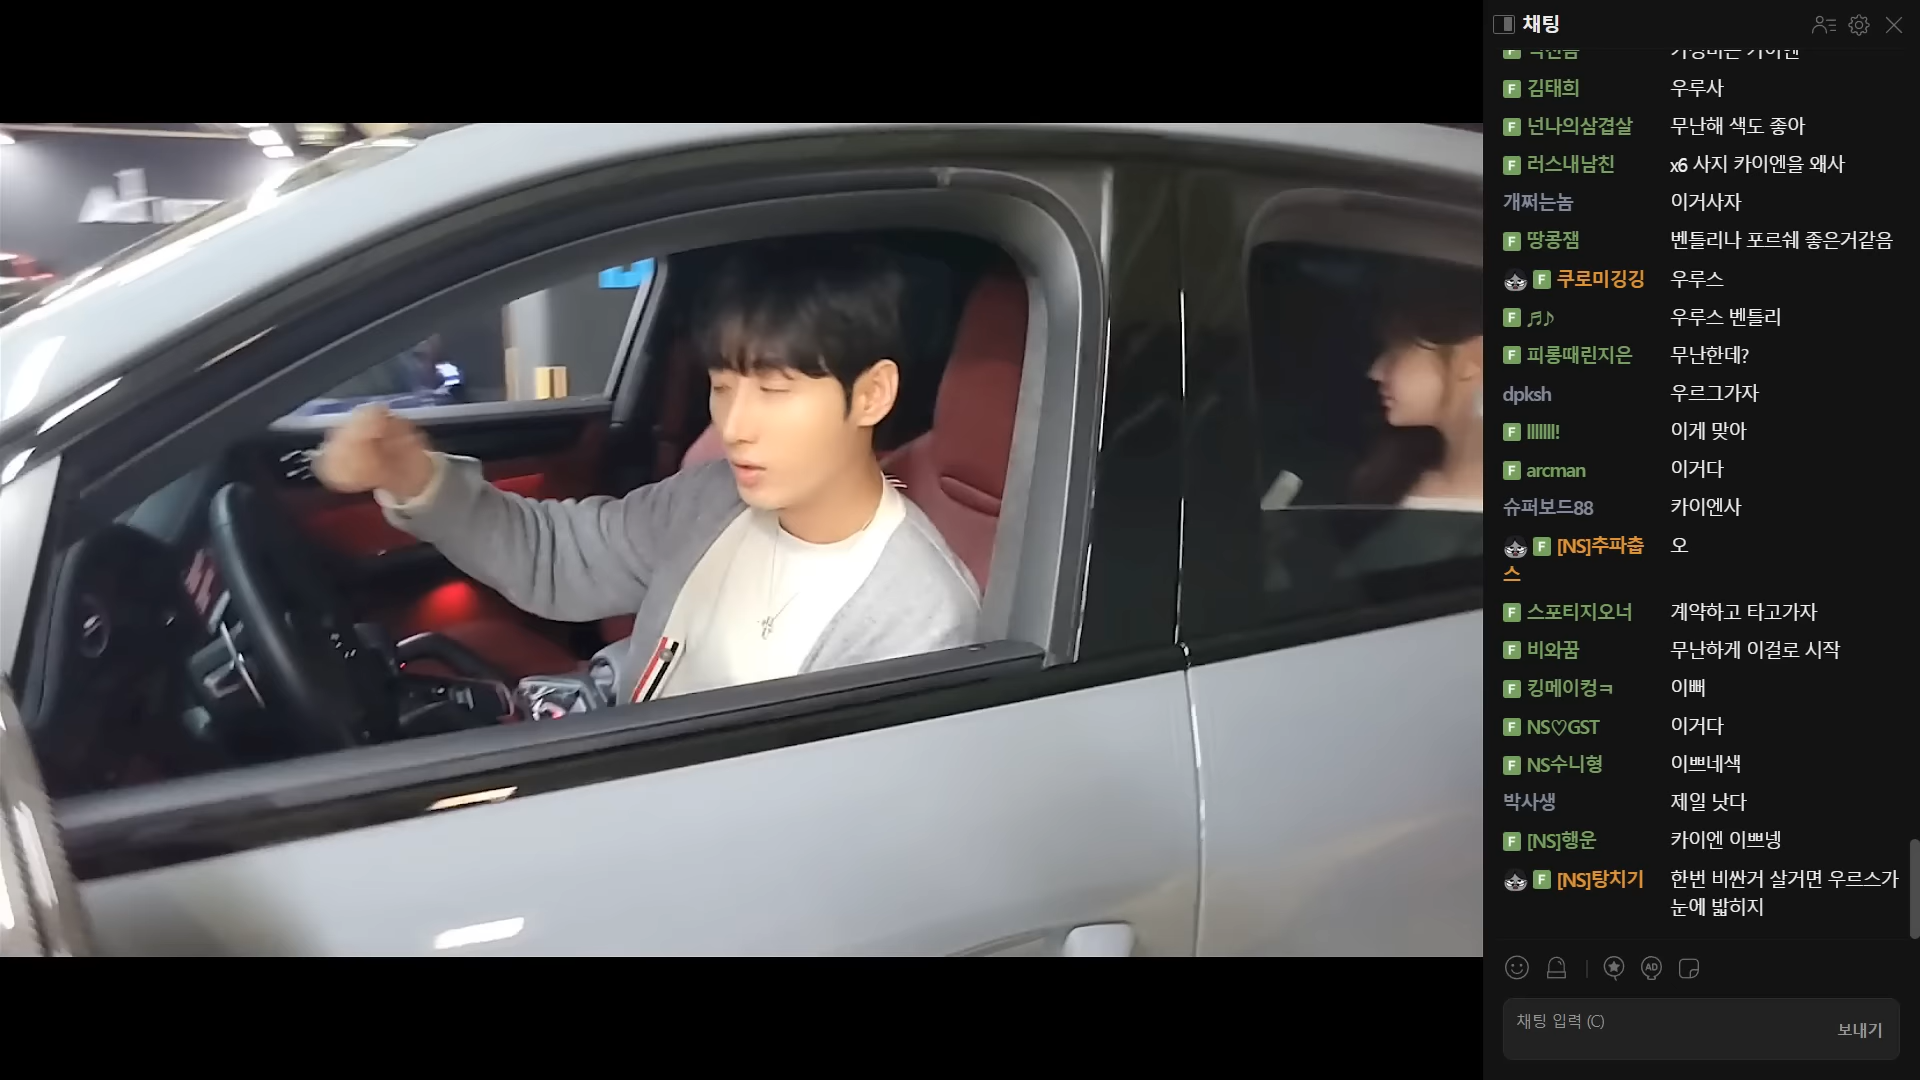 채팅
김태희 우루사
넌나의삼겹살 무난해 색도 좋아
러스내남친 x6 사지 카이엔을 왜사
개쩌는놈 이거사자
땅콩잼 벤틀리나 포르쉐 좋은거같음
쿠로미깅깅 우루스
♬♪ 우루스 벤틀리
피롱때린지은 무난한데?
dpksh 우르그가자
lllllll! 이게 맞아
arcman 이거다
슈퍼보드88 카이엔사
[NS]추파춥 오
스
스포티지오너 계약하고 타고가자
비와꿈 무난하게 이걸로 시작
킹메이컹ㅋ 이뻐
NS♡GST 이거다
NS수니형 이쁘네색
박사생 제일 낫다
[NS]행운 카이엔 이쁘넹
[NS]탕치기 한번 비싼거 살거면 우르스가
눈에 밟히지
채팅 입력 (C)
보내기